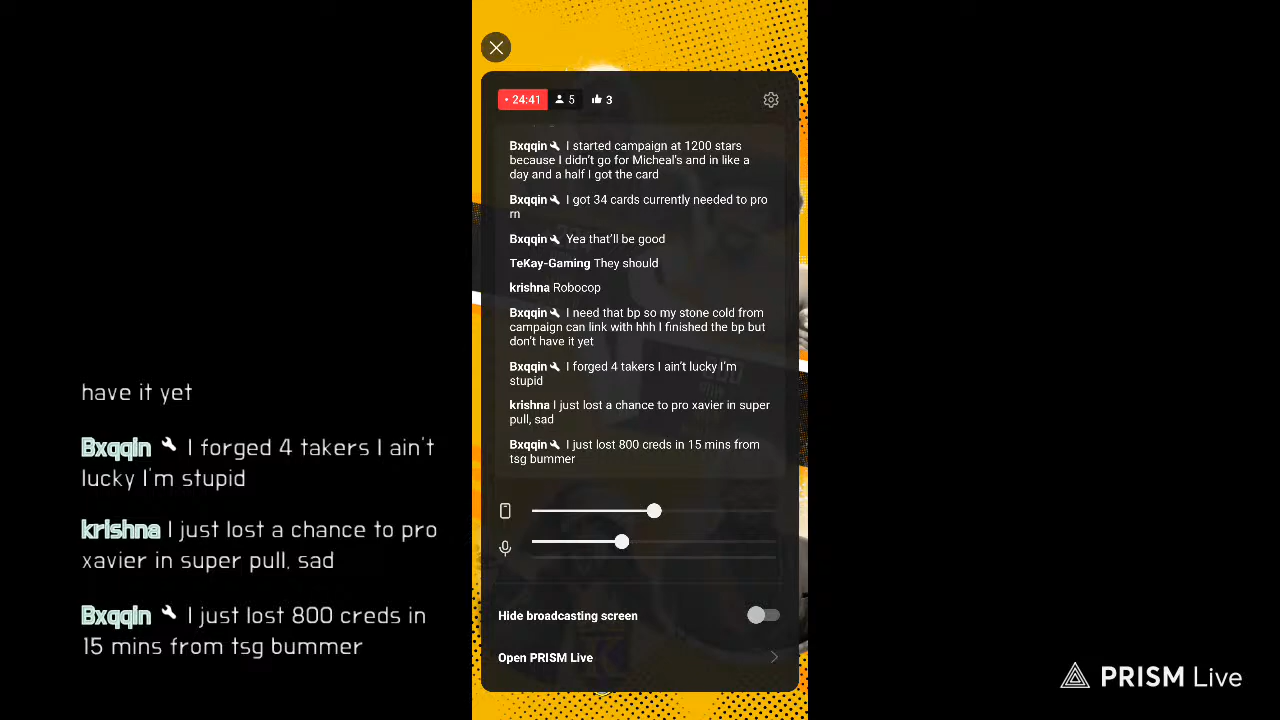 have it yet
Bxqqin I forged 4 takers I ain't
lucky I'm stupid
krishna I just lost a chance to pro
xavier in super pull, sad
Bxqqin I just lost 800 creds in
15 mins from tsg bummer
24:41 5 3
Bxqqin I started campaign at 1200 stars
because I didn't go for Micheal's and in like a
day and a half I got the card
Bxqqin I got 34 cards currently needed to pro
rn
Bxqqin Yea that'll be good
TeKay-Gaming They should
krishna Robocop
Bxqqin I need that bp so my stone cold from
campaign can link with hhh I finished the bp but
don't have it yet
Bxqqin I forged 4 takers I ain't lucky I'm
stupid
krishna I just lost a chance to pro xavier in super
pull, sad
Bxqqin I just lost 800 creds in 15 mins from
tsg bummer
Hide broadcasting screen
Open PRISM Live
PRISM Live